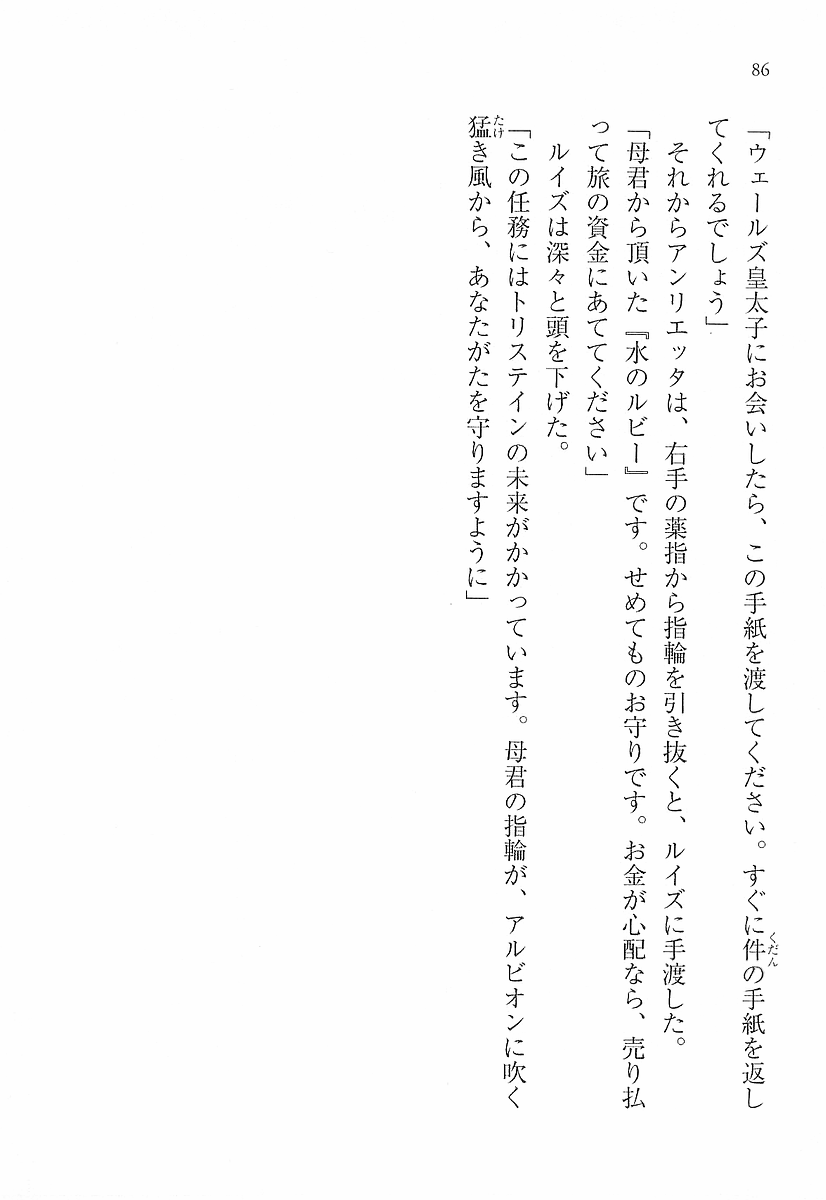 86
「ウェールズ皇太子にお会いしたら、この手紙を渡してください。すぐに件の手紙を返し
くだん
てくれるでしょう」
それからアンリエッタは、右手の薬指から指輪を引き抜くと、ルイズに手渡した。
「母君から頂いた『水のルビー』です。せめてものお守りです。お金が心配なら、売り払
って旅の資金にあててください」
ルイズは深々と頭を下げた。
「この任務にはトリステインの未来がかかっています。母君の指輪が、アルビオンに吹く
猛き風から、あなたがたを守りますように」
たけ